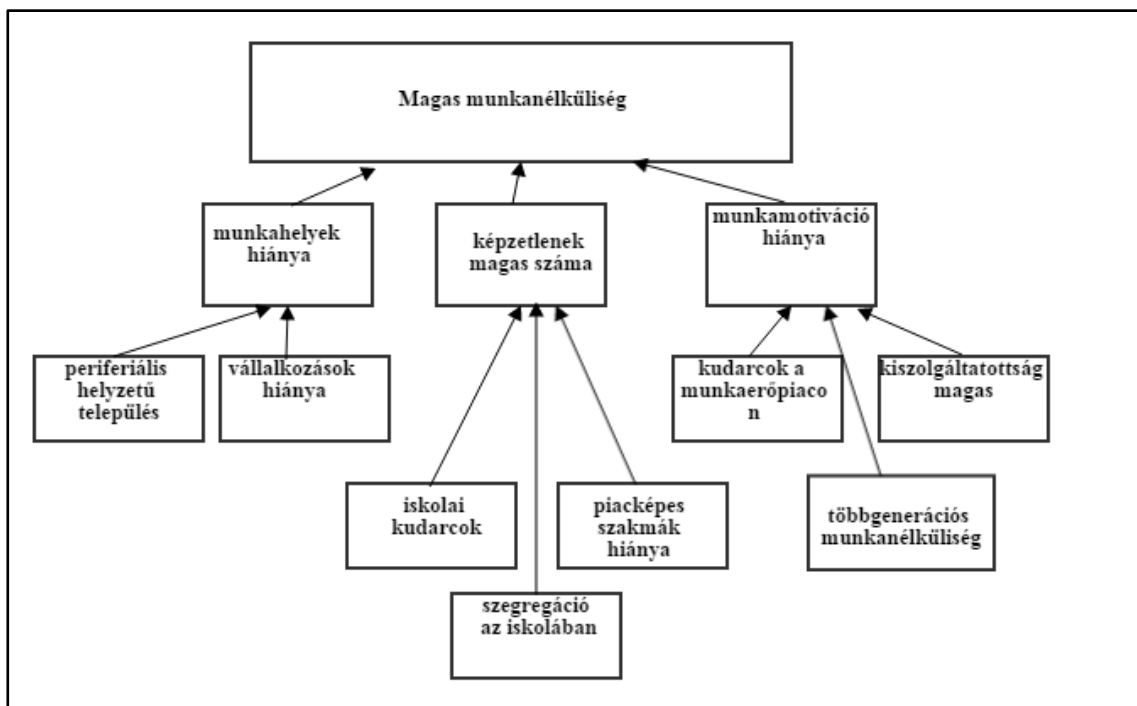 Magas munkanélküliség
munkahelyek
hiánya
képzetlenek
magas száma
munkamotiváció
hiánya
periferiális
helyzetű
település
vállalkozások
hiánya
kudarcok a
munkaerőpiaco
n
kiszolgáltatottság
magas
iskolai
kudarcok
piacképes
szakmák
hiánya
többgenerációs
munkanélküliség
szegregáció
az iskolában